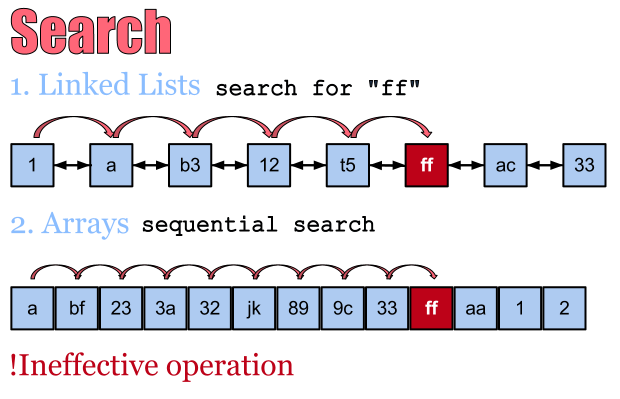 Search
1. Linked Lists search for "ff"
1 a b3 12 t5 ff ac 33
2. Arrays sequential search
a bf 23 3a 32 jk 89 9c 33 ff aa 1 2
!Ineffective operation